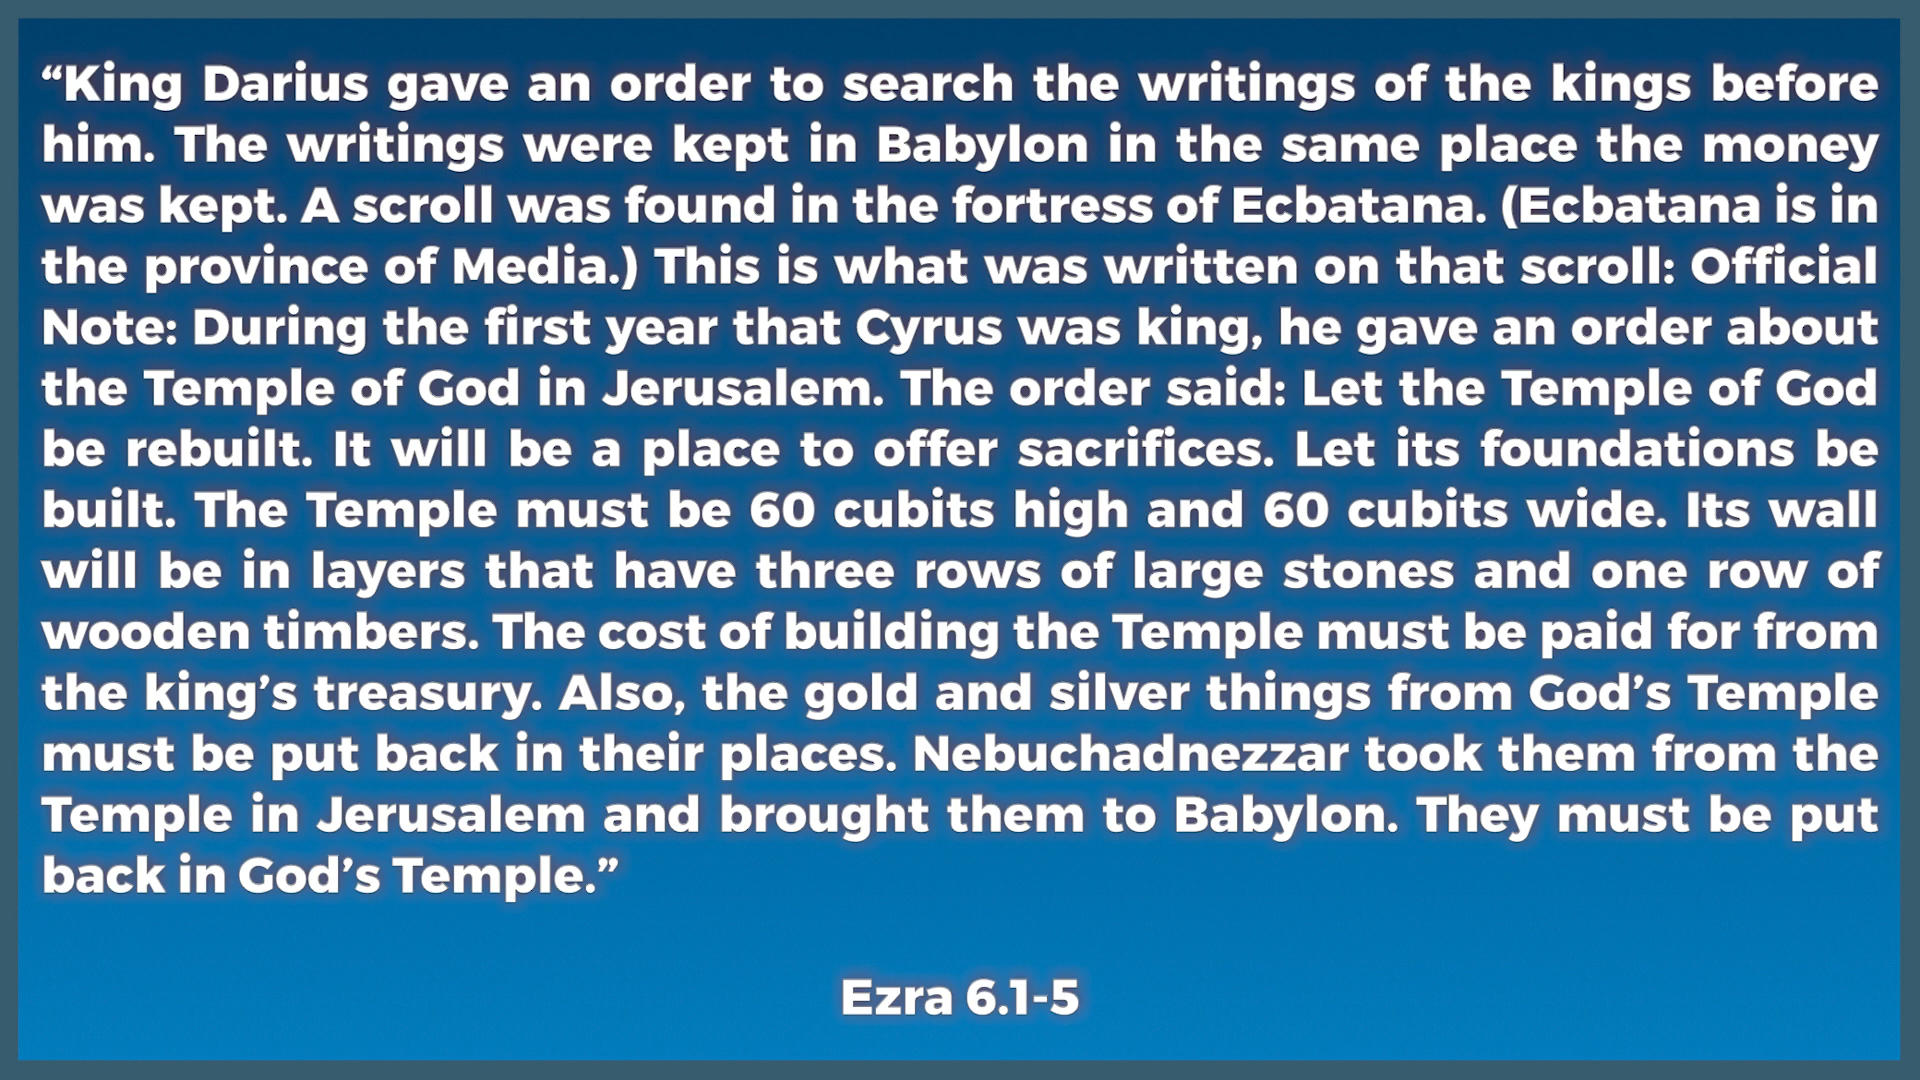 “King Darius gave an order to search the writings of the kings before
him. The writings were kept in Babylon in the same place the money
was kept. A scroll was found in the fortress of Ecbatana. (Ecbatana is in
the province of Media.) This is what was written on that scroll: Official
Note: During the first year that Cyrus was king, he gave an order about
the Temple of God in Jerusalem. The order said: Let the Temple of God
be rebuilt. It will be a place to offer sacrifices. Let its foundations be
built. The Temple must be 60 cubits high and 60 cubits wide. Its wall
will be in layers that have three rows of large stones and one row of
wooden timbers. The cost of building the Temple must be paid for from
the king’s treasury. Also, the gold and silver things from God’s Temple
must be put back in their places. Nebuchadnezzar took them from the
Temple in Jerusalem and brought them to Babylon. They must be put
back in God’s Temple.”
Ezra 6.1-5